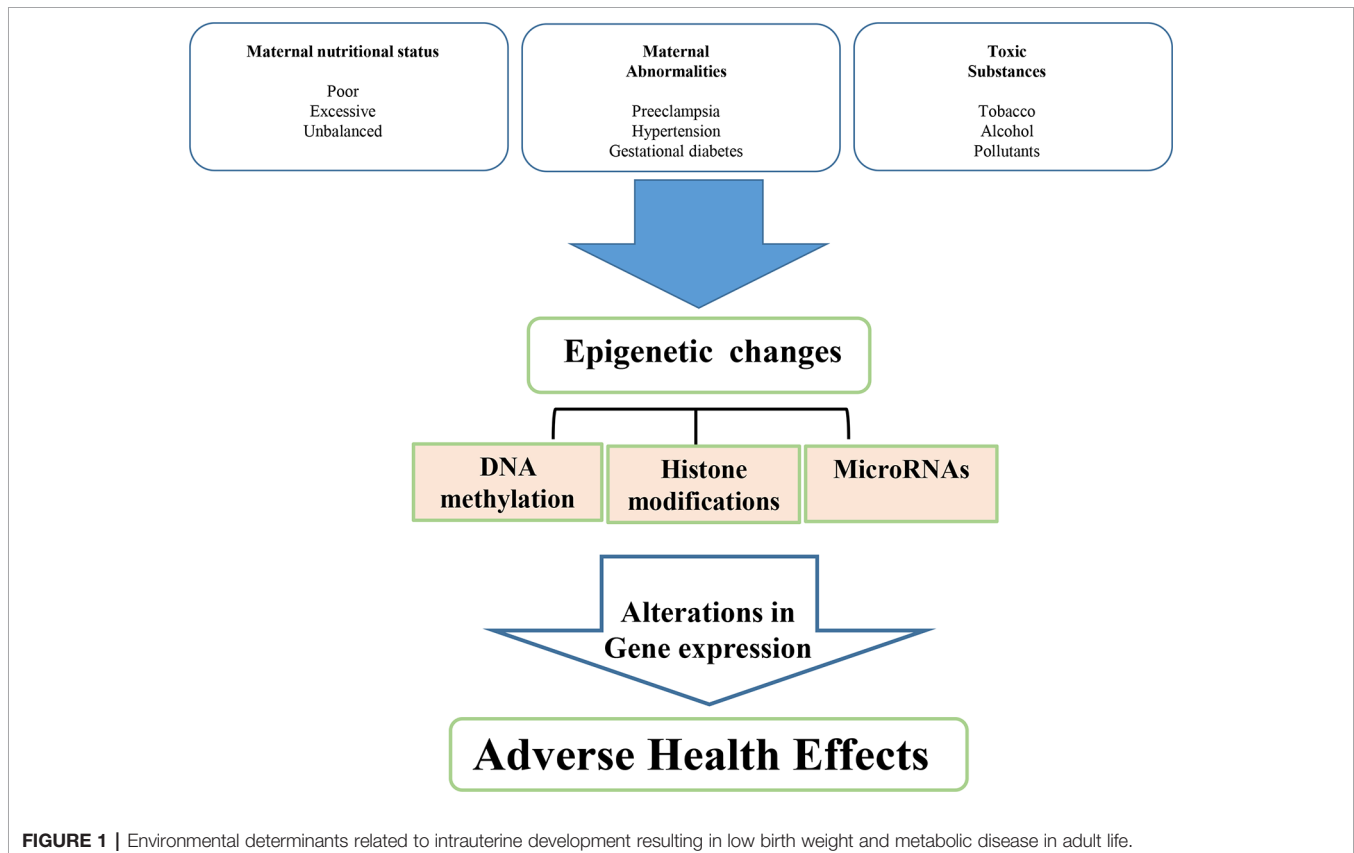 Maternal nutritional status
Poor
Excessive
Unbalanced
Maternal
Abnormalities
Preeclampsia
Hypertension
Gestational diabetes
Toxic
Substances
Tobacco
Alcohol
Pollutants
Epigenetic changes
DNA
methylation
Histone
modifications
MicroRNAs
Alterations in
Gene expression
Adverse Health Effects
FIGURE 1 | Environmental determinants related to intrauterine development resulting in low birth weight and metabolic disease in adult life.